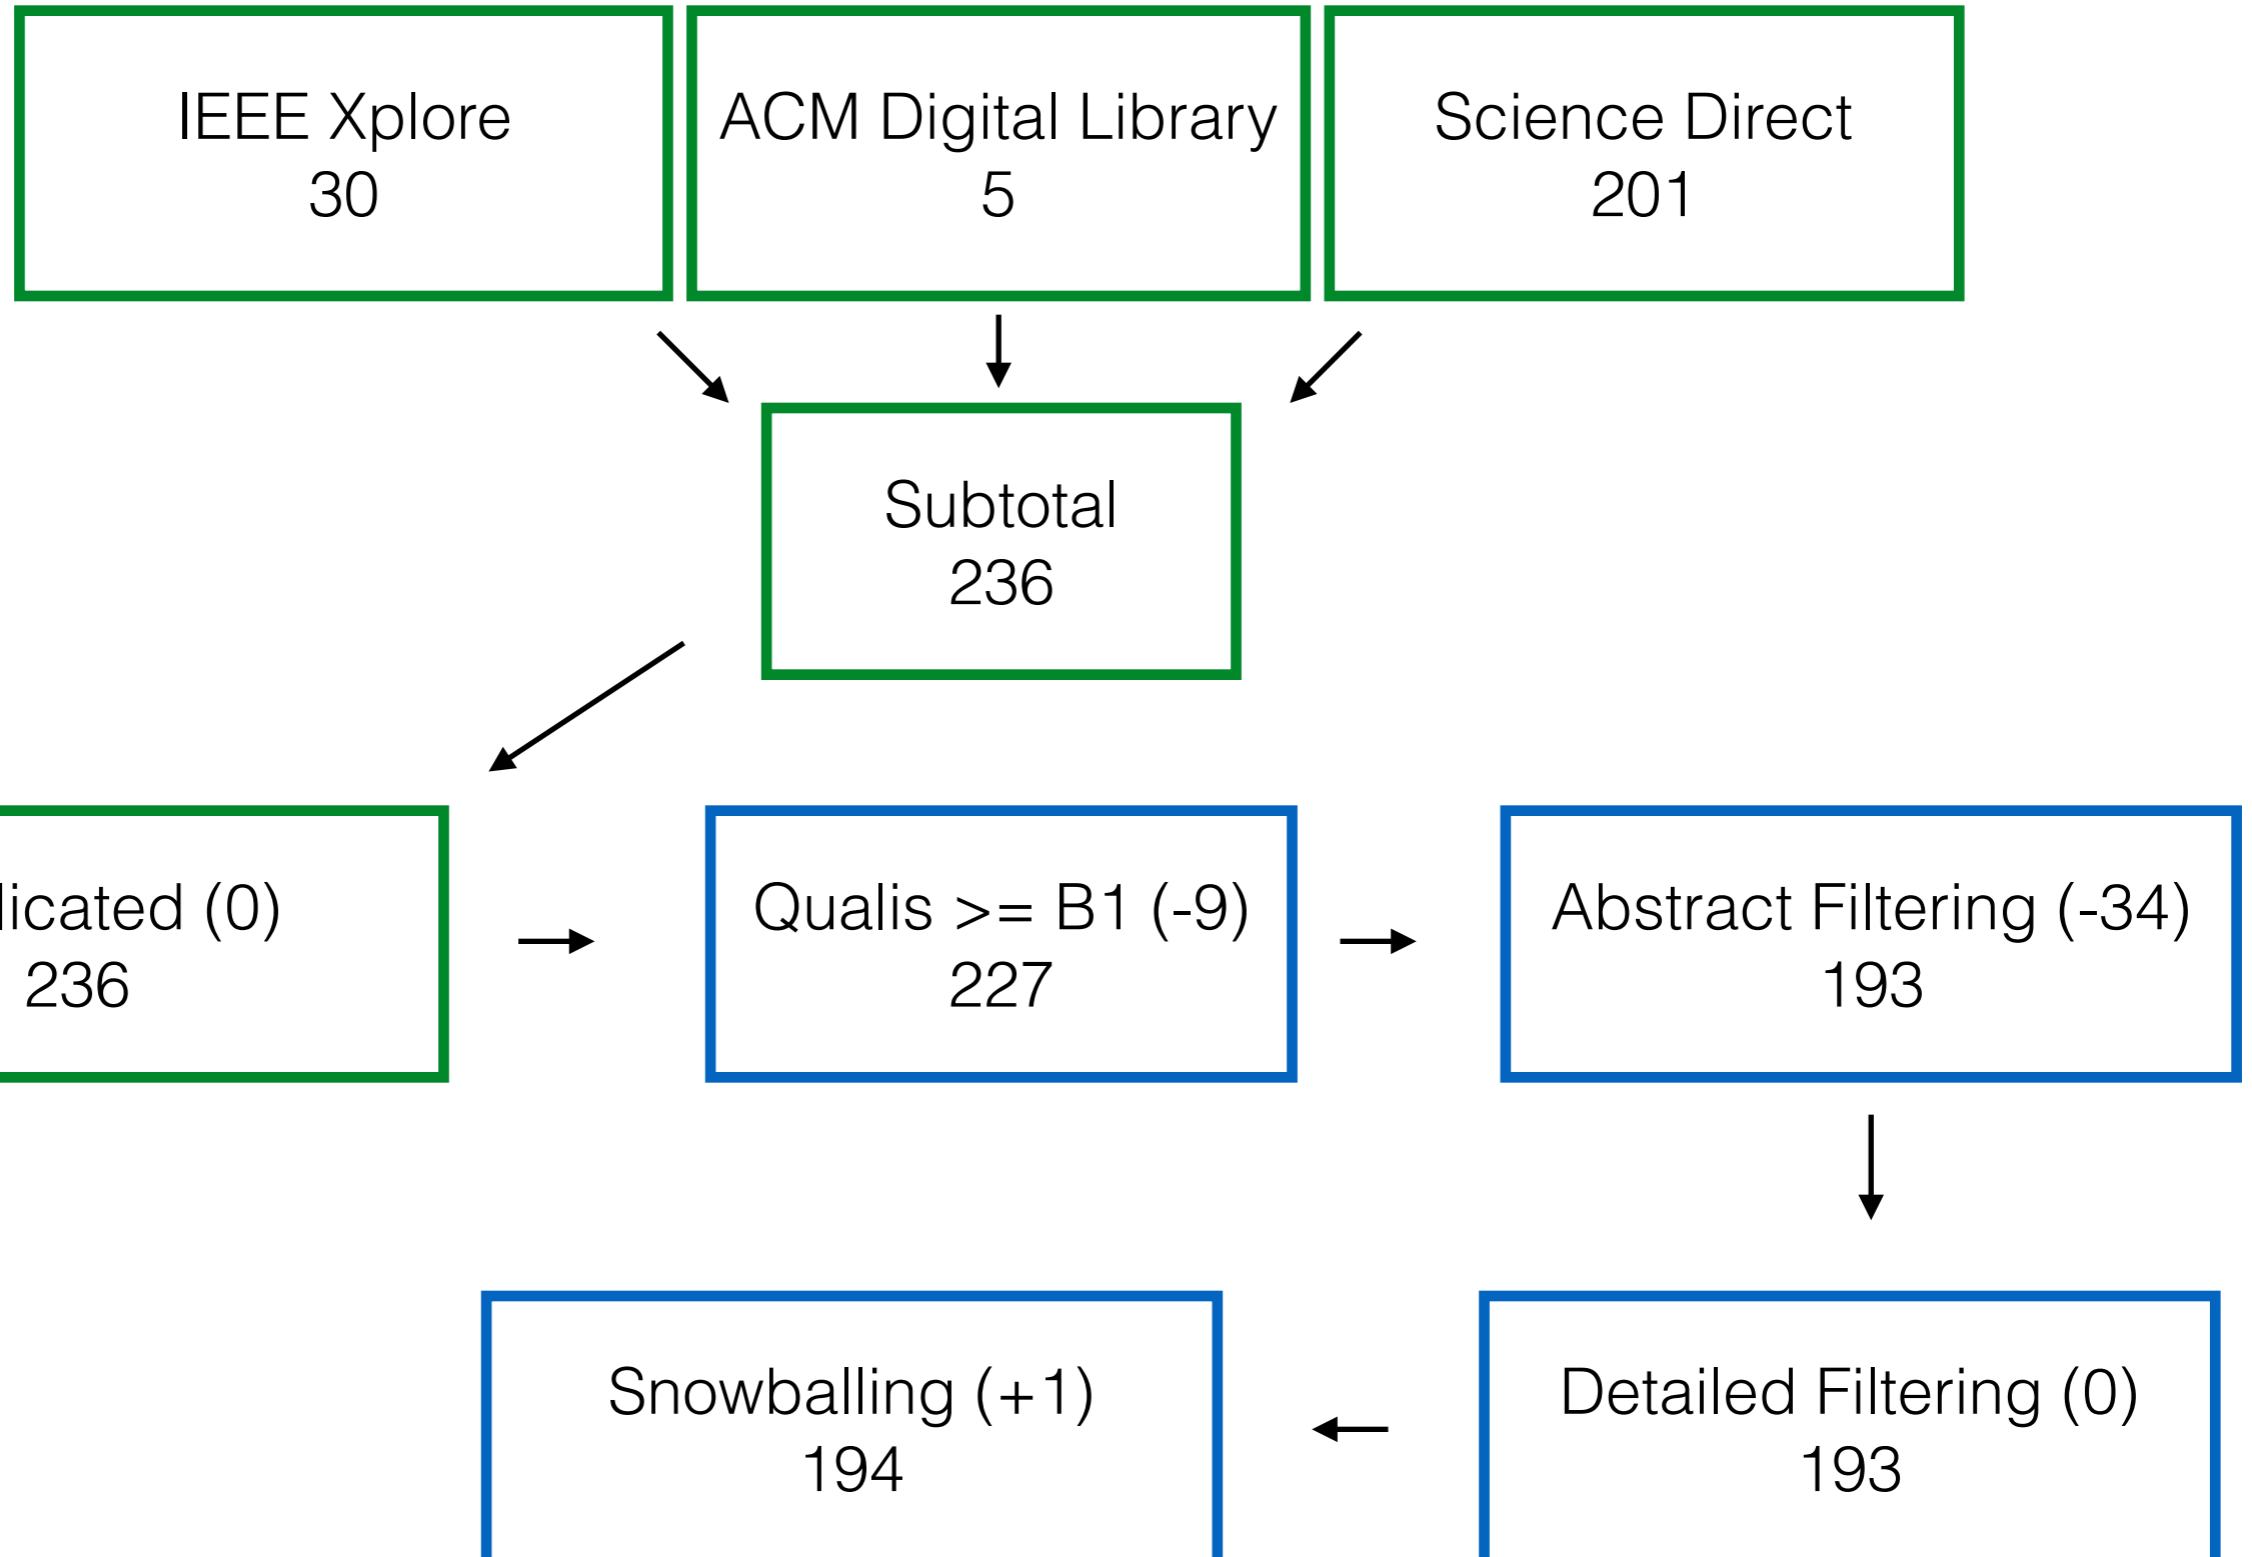 IEEE Xplore
30
ACM Digital Library
5
Science Direct
201
Subtotal
236
licated (0)
236
Qualis >= B1 (-9)
227
Abstract Filtering (-34)
193
Snowballing (+1)
194
Detailed Filtering (0)
193